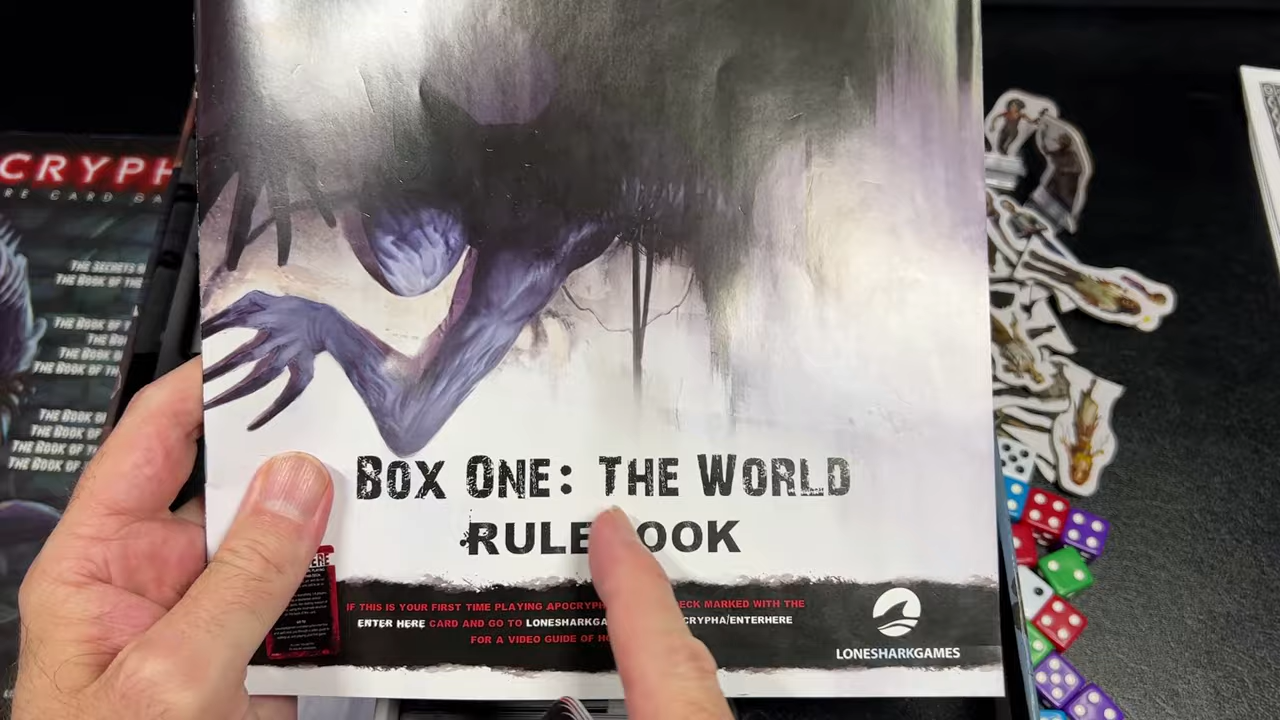 CRYPH
RE CARD GA
THE SECRETS
THE BOOK OF THE
THE BOOK OF
THE BO
THE BOOK
THE BOOK OF TH
THE BOOK O
THE BOOK OF
THE BOOK OF T
THE BOOK OF TH
BOX ONE: THE WORLD
RULE OOK
IF THIS IS YOUR FIRST TIME PLAYING APOCRYPH ECK MARKED WITH THE
ENTER HERE CARD AND GO TO LONESHARKGA CRYPHA/ENTERHERE
FOR A VIDEO GUIDE OF HO
LONESHARKGAMES